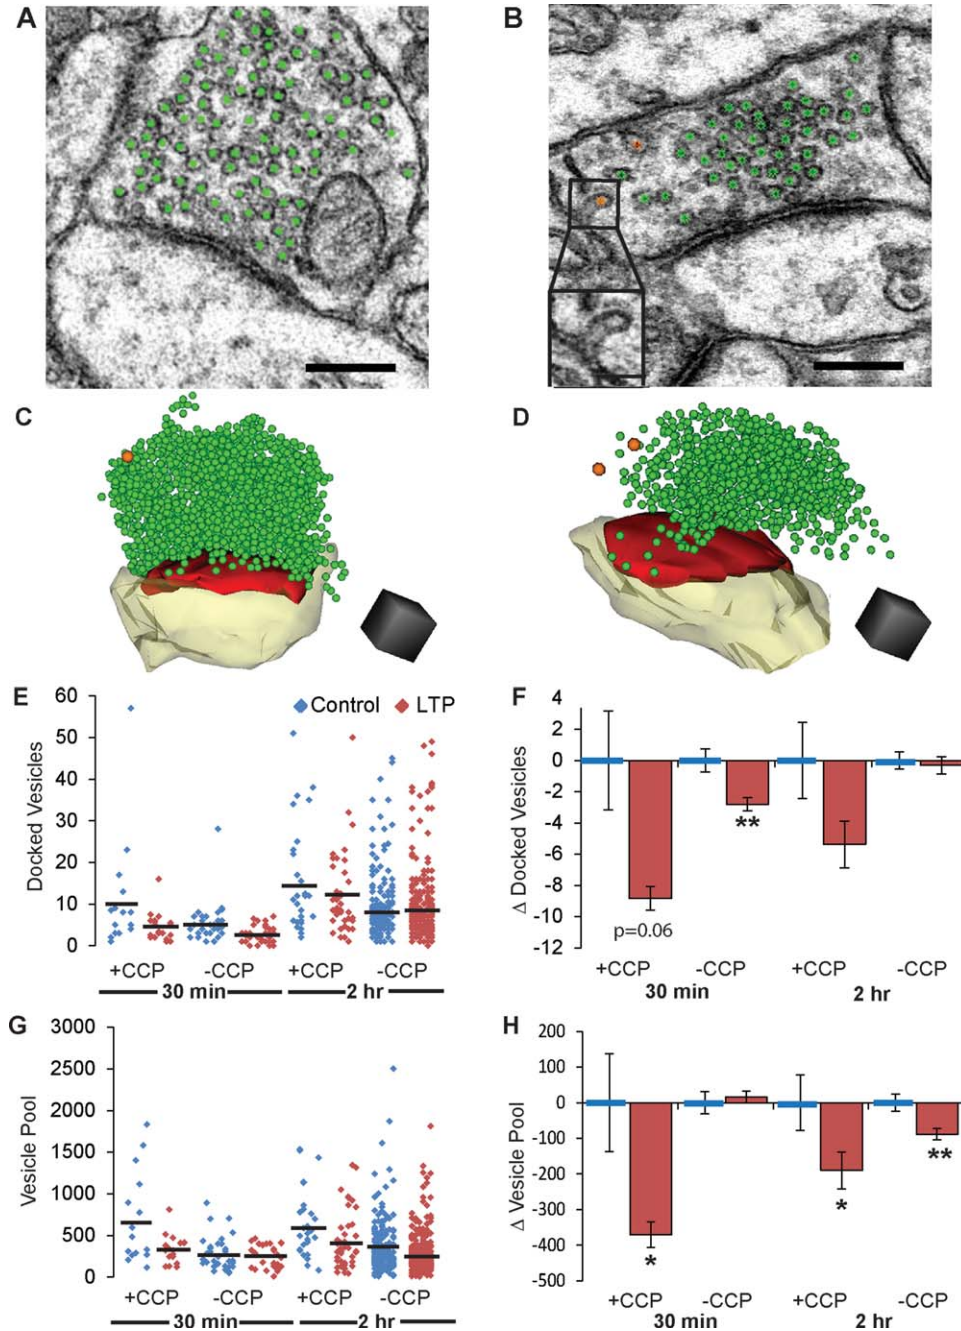 A
B
C
D
E
60
50
40
30
20
10
0
Docked Vesicles
Control
LTP
+CCP
-CCP
+CCP
-CCP
30 min
2 hr
F
4
2
0
-2
-4
-6
-8
-10
-12
Δ Docked Vesicles
**
p=0.06
+CCP
-CCP
+CCP
-CCP
30 min
2 hr
G
3000
2500
2000
1500
1000
500
0
Vesicle Pool
+CCP
-CCP
+CCP
-CCP
30 min
2 hr
H
200
100
0
-100
-200
-300
-400
-500
Δ Vesicle Pool
*
*
**
+CCP
-CCP
+CCP
-CCP
30 min
2 hr